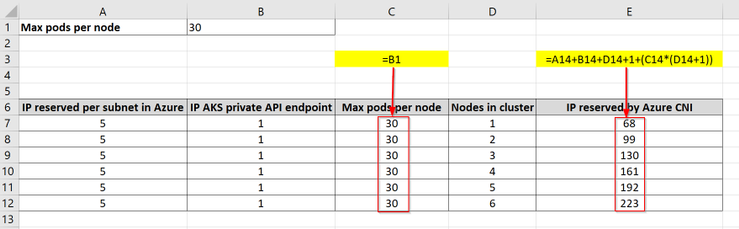 A B C D E
1 Max pods per node 30
2
3 =B1 =A14+B14+D14+1+(C14*(D14+1))
4
5
6 IP reserved per subnet in Azure IP AKS private API endpoint Max pods per node Nodes in cluster IP reserved by Azure CNI
7 5 1 30 1 68
8 5 1 30 2 99
9 5 1 30 3 130
10 5 1 30 4 161
11 5 1 30 5 192
12 5 1 30 6 223
13